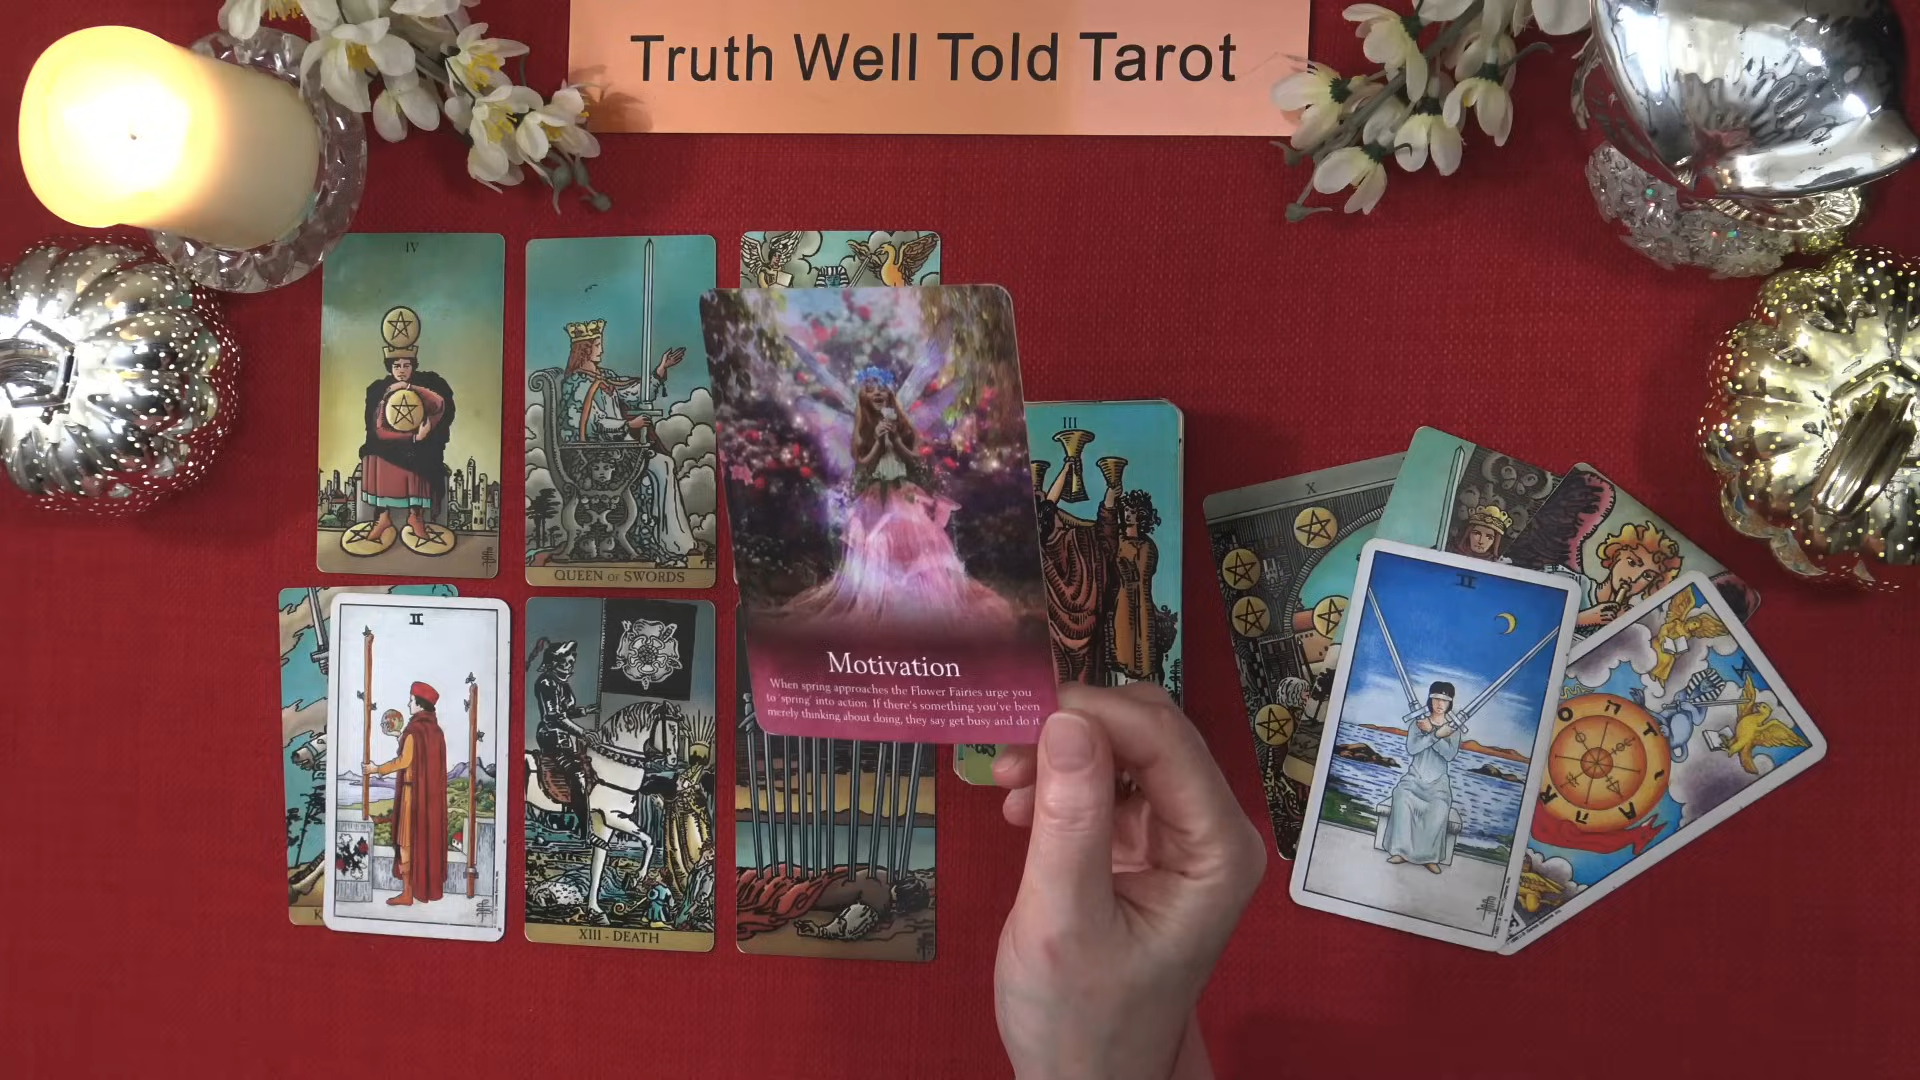 Truth Well Told Tarot
IV
QUEEN OF SWORDS
III
X
II
II
Motivation
When spring approaches the Flower Fairies urge you
to 'spring' into action. If there's something you've been
merely thinking about doing, they say get busy and do it
XIII - DEATH
K